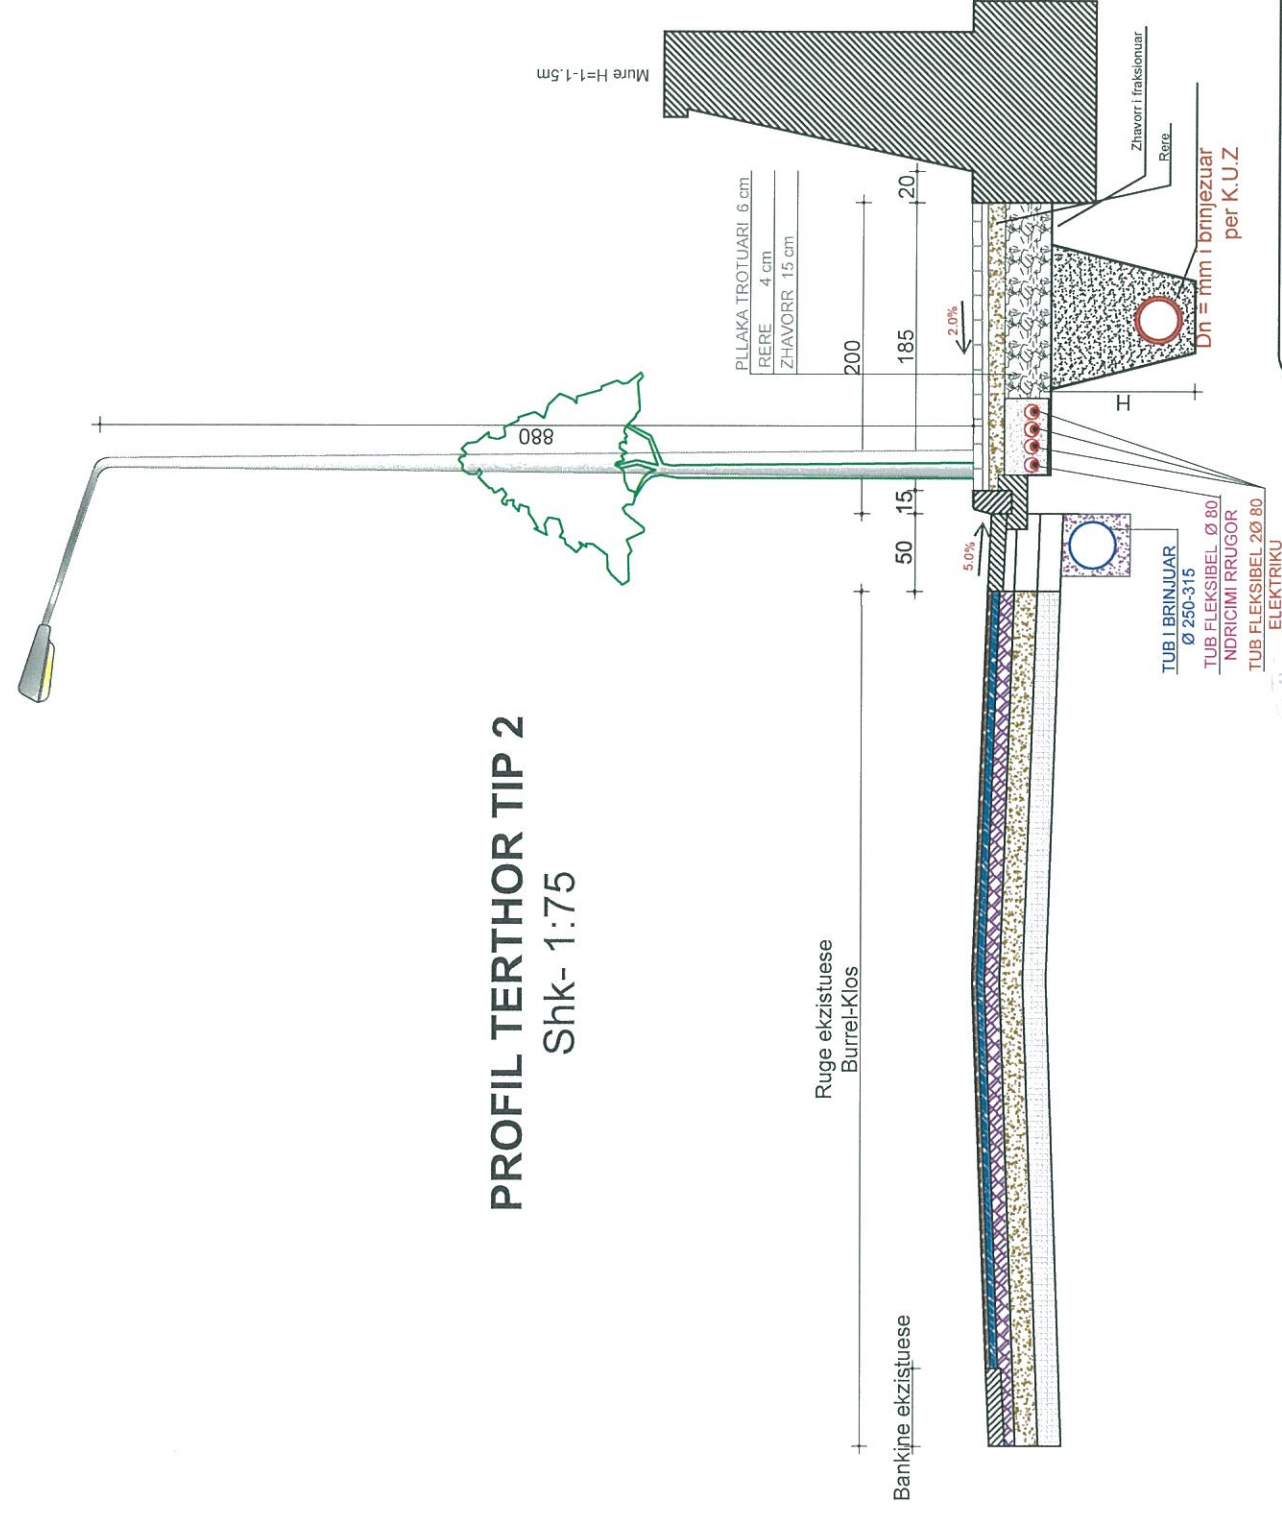 PROFIL TERTHOR TIP 2
Shk- 1:75
Mure H=1-1.5m
PLLAKA TROTUARI 6 cm
RERE 4 cm
ZHAVORR 15 cm
880
200
50
15
185
20
5.0%
2.0%
Ruge ekzistuese
Burrel-Klos
Bankine ekzistuese
Zhavorr i fraksionuar
Rere
H
Dn = mm i brinjezuar
per K.U.Z
TUB I BRINJUAR
Ø 250-315
TUB FLEKSIBEL Ø 80
NDRICIMI RRUGOR
TUB FLEKSIBEL 2Ø 80
ELEKTRIKU